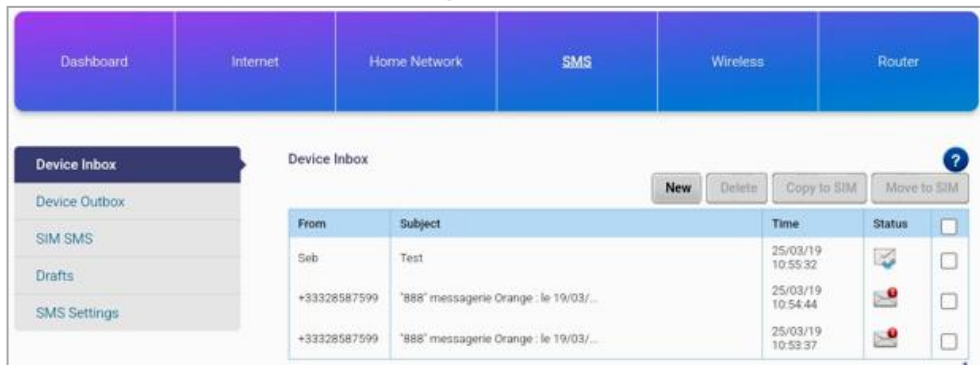 Dashboard Internet Home Network SMS Wireless Router
Device Inbox
Device Outbox
SIM SMS
Drafts
SMS Settings
Device Inbox ?
New Delete Copy to SIM Move to SIM
From Subject Time Status
Seb Test 25/03/19
10:55:32
+33328587599 "888" messagerie Orange : le 19/03/... 25/03/19
10:54:44
+33328587599 "888" messagerie Orange : le 19/03/... 25/03/19
10:53:37